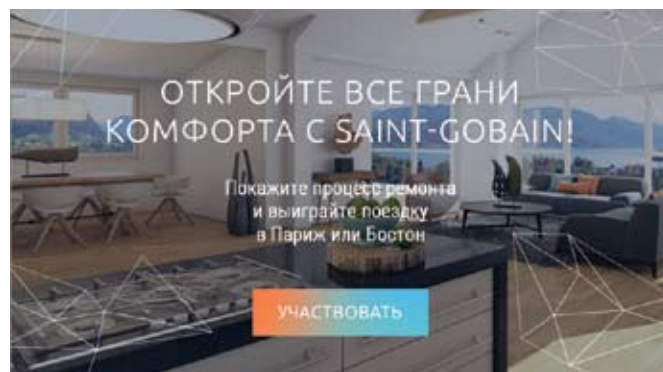 ОТКРОЙТЕ ВСЕ ГРАНИ
КОМФОРТА С SAINT-GOBAIN!
Покажите процесс ремонта
и выиграйте поездку
в Париж или Бостон
УЧАСТВОВАТЬ